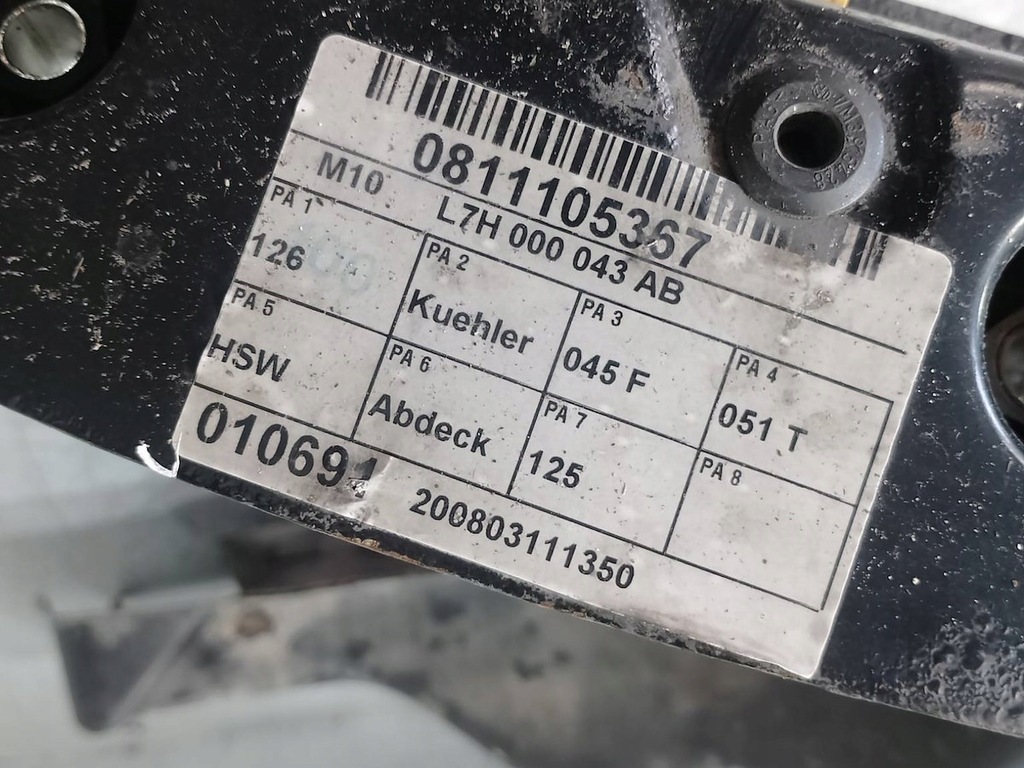 0811105367
M10 L7H 000 043 AB
PA 1 PA 2 PA 3 PA 4
126 Kuehler 045 F 051 T
PA 5 PA 6 PA 7 PA 8
HSW Abdeck 125
010694 200803111350